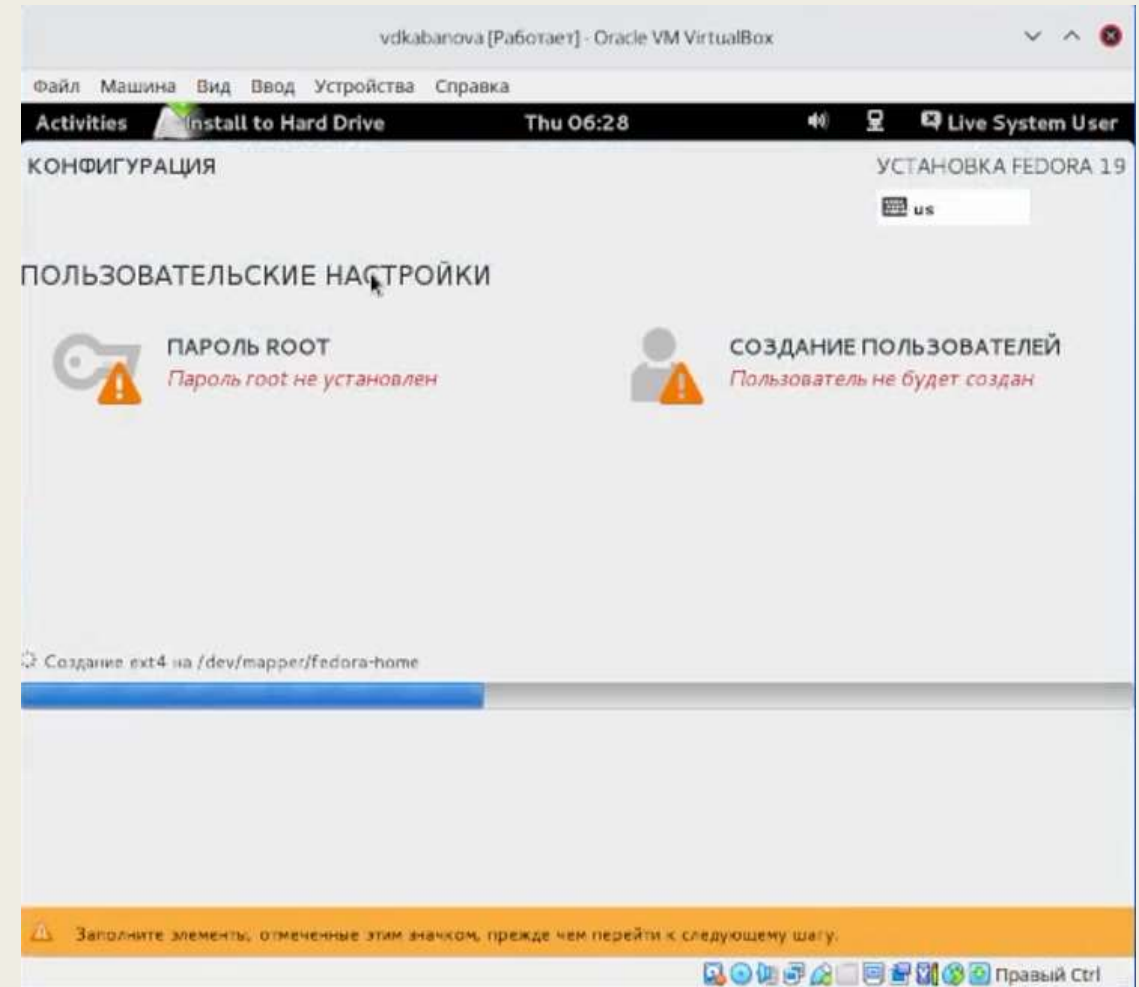 vdkabanova [Работает] - Oracle VM VirtualBox
Файл Машина Вид Ввод Устройства Справка
Activities Install to Hard Drive Thu 06:28 Live System User
КОНФИГУРАЦИЯ
УСТАНОВКА FEDORA 19
us
ПОЛЬЗОВАТЕЛЬСКИЕ НАСТРОЙКИ
ПАРОЛЬ ROOT
Пароль root не установлен
СОЗДАНИЕ ПОЛЬЗОВАТЕЛЕЙ
Пользователь не будет создан
Создание ext4 на /dev/mapper/fedora-home
Заполните элементы, отмеченные этим значком, прежде чем перейти к следующему шагу.
Правый Ctrl